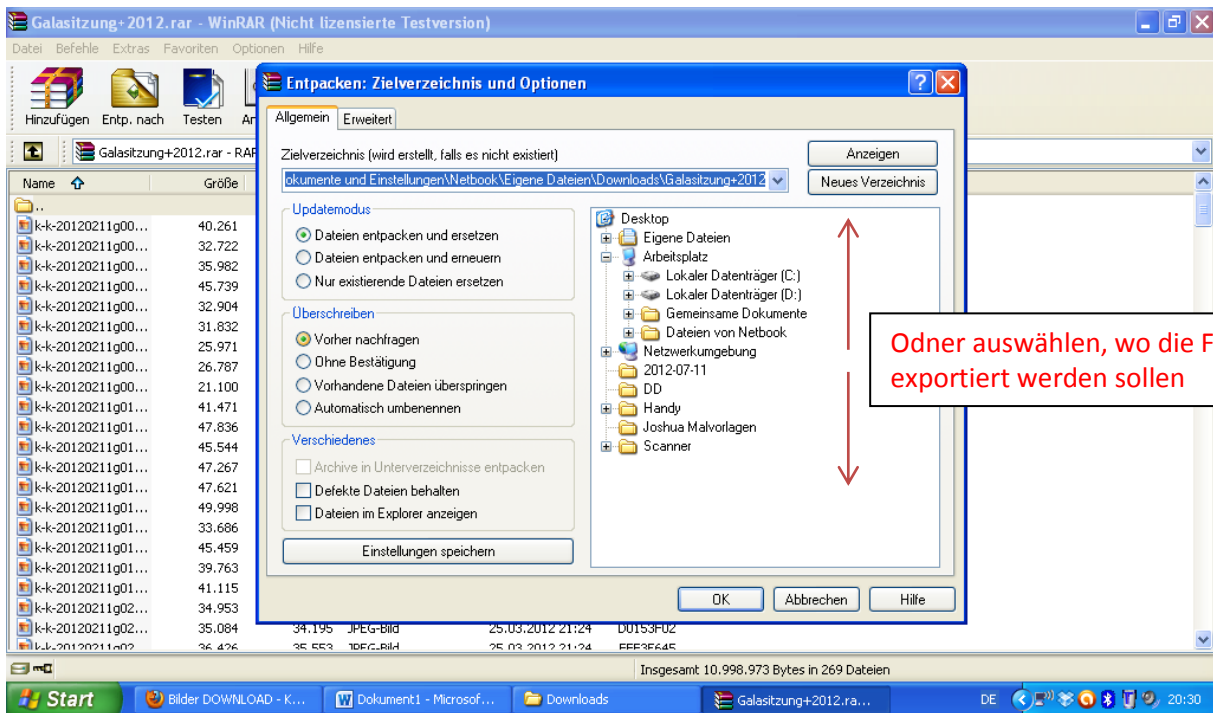 Galasitzung+2012.rar - WinRAR (Nicht lizensierte Testversion)
Datei Befehle Extras Favoriten Optionen Hilfe
Hinzufügen Entp. nach Testen
Galasitzung+2012.rar - RAR
Name Größe
..
k-k-20120211g00... 40.261
k-k-20120211g00... 32.722
k-k-20120211g00... 35.982
k-k-20120211g00... 45.739
k-k-20120211g00... 32.904
k-k-20120211g00... 31.832
k-k-20120211g00... 25.971
k-k-20120211g00... 26.787
k-k-20120211g00... 21.100
k-k-20120211g01... 41.471
k-k-20120211g01... 47.836
k-k-20120211g01... 45.544
k-k-20120211g01... 47.267
k-k-20120211g01... 47.621
k-k-20120211g01... 49.998
k-k-20120211g01... 33.686
k-k-20120211g01... 45.459
k-k-20120211g01... 39.763
k-k-20120211g01... 41.115
k-k-20120211g02... 34.953
k-k-20120211g02... 35.084 34.195 JPEG-Bild 25.03.2012 21:24 D0153F02
k-k-20120211g02... 36.426 35.553 JPEG-Bild 25.03.2012 21:24 EEE3E645
Entpacken: Zielverzeichnis und Optionen
Allgemein Erweitert
Zielverzeichnis (wird erstellt, falls es nicht existiert)
Anzeigen
okumente und Einstellungen\Netbook\Eigene Dateien\Downloads\Galasitzung+2012
Neues Verzeichnis
Updatemodus
Dateien entpacken und ersetzen
Dateien entpacken und erneuern
Nur existierende Dateien ersetzen
Überschreiben
Vorher nachfragen
Ohne Bestätigung
Vorhandene Dateien überspringen
Automatisch umbenennen
Verschiedenes
Archive in Unterverzeichnisse entpacken
Defekte Dateien behalten
Dateien im Explorer anzeigen
Einstellungen speichern
Desktop
Eigene Dateien
Arbeitsplatz
Lokaler Datenträger (C:)
Lokaler Datenträger (D:)
Gemeinsame Dokumente
Dateien von Netbook
Netzwerkumgebung
2012-07-11
DD
Handy
Joshua Malvorlagen
Scanner
OK Abbrechen Hilfe
Odner auswählen, wo die F
exportiert werden sollen
Insgesamt 10.998.973 Bytes in 269 Dateien
Start Bilder DOWNLOAD - K... Dokument1 - Microsof... Downloads Galasitzung+2012.ra... DE 20:30